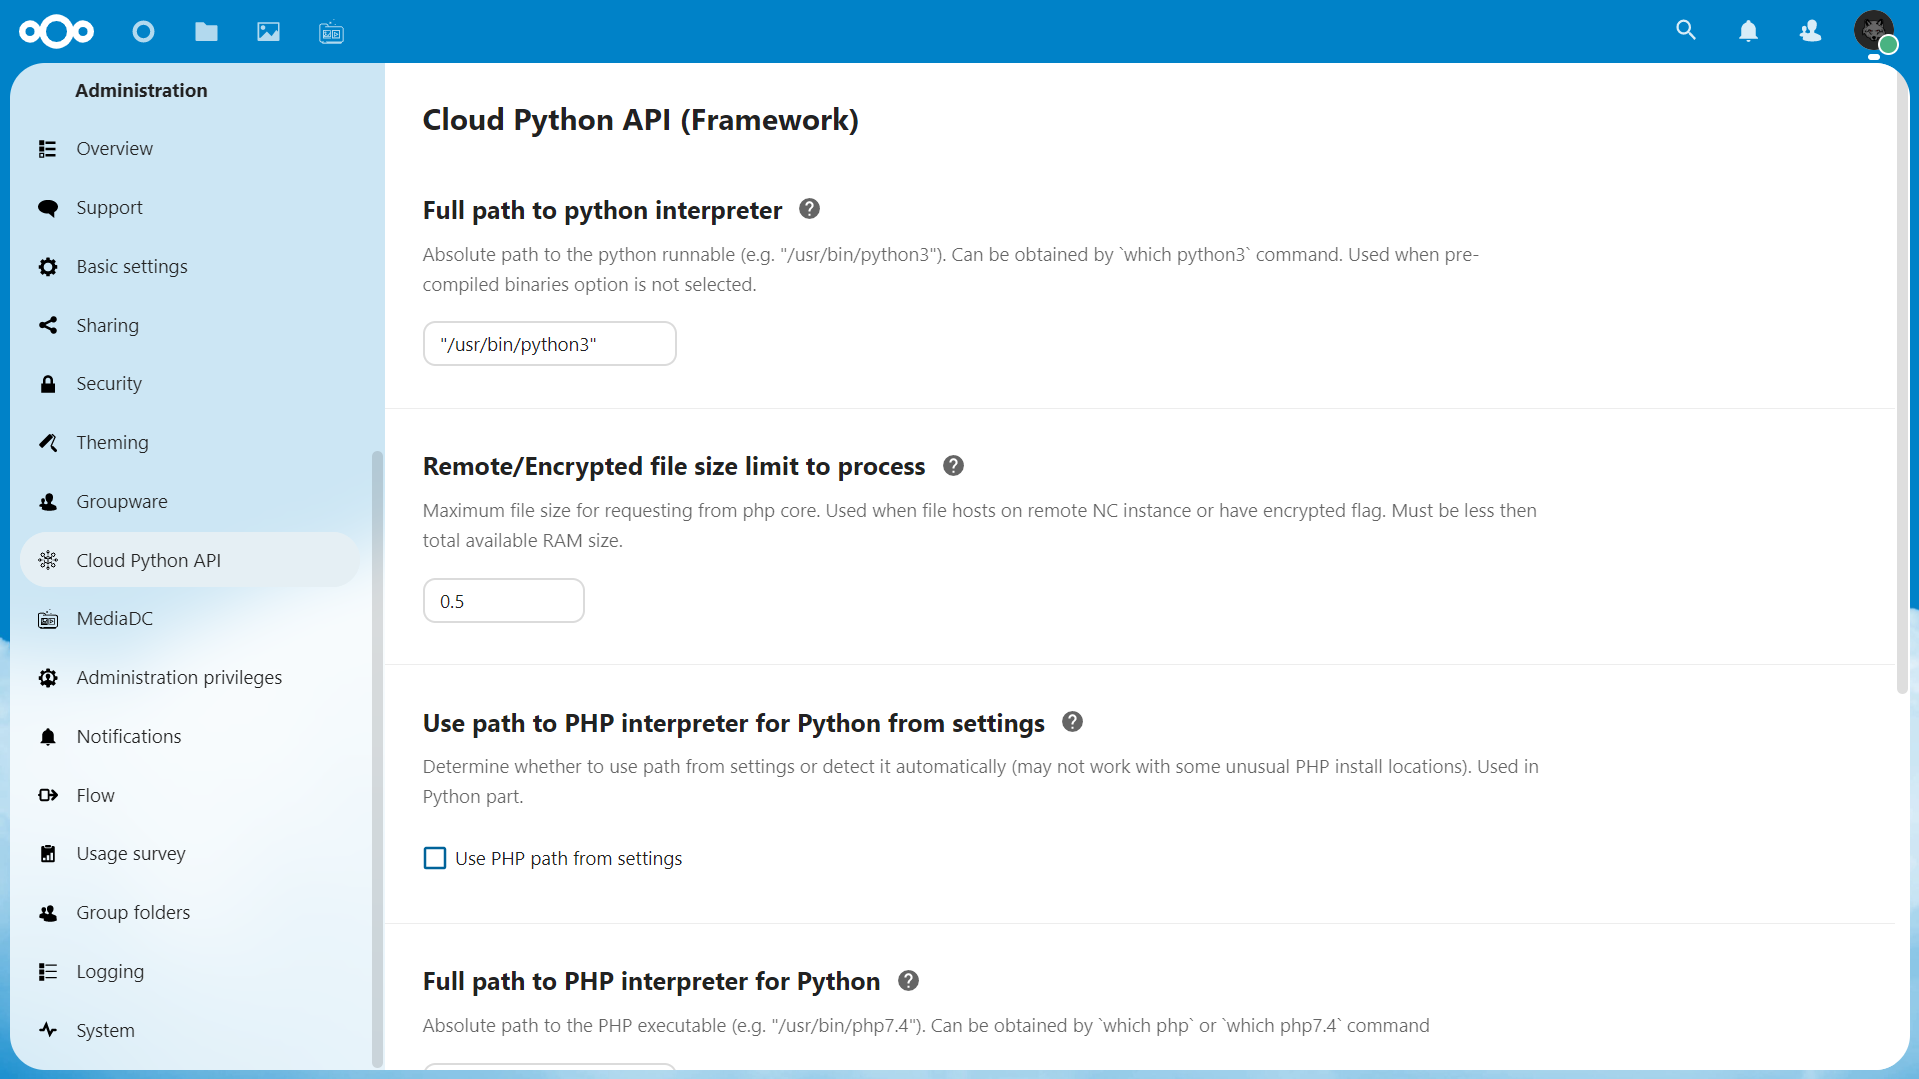 Administration
Overview
Support
Basic settings
Sharing
Security
Theming
Groupware
Cloud Python API
MediaDC
Administration privileges
Notifications
Flow
Usage survey
Group folders
Logging
System
Cloud Python API (Framework)
Full path to python interpreter
Absolute path to the python runnable (e.g. "/usr/bin/python3"). Can be obtained by `which python3` command. Used when pre-
compiled binaries option is not selected.
"/usr/bin/python3"
Remote/Encrypted file size limit to process
Maximum file size for requesting from php core. Used when file hosts on remote NC instance or have encrypted flag. Must be less then
total available RAM size.
0.5
Use path to PHP interpreter for Python from settings
Determine whether to use path from settings or detect it automatically (may not work with some unusual PHP install locations). Used in
Python part.
Use PHP path from settings
Full path to PHP interpreter for Python
Absolute path to the PHP executable (e.g. "/usr/bin/php7.4"). Can be obtained by `which php` or `which php7.4` command